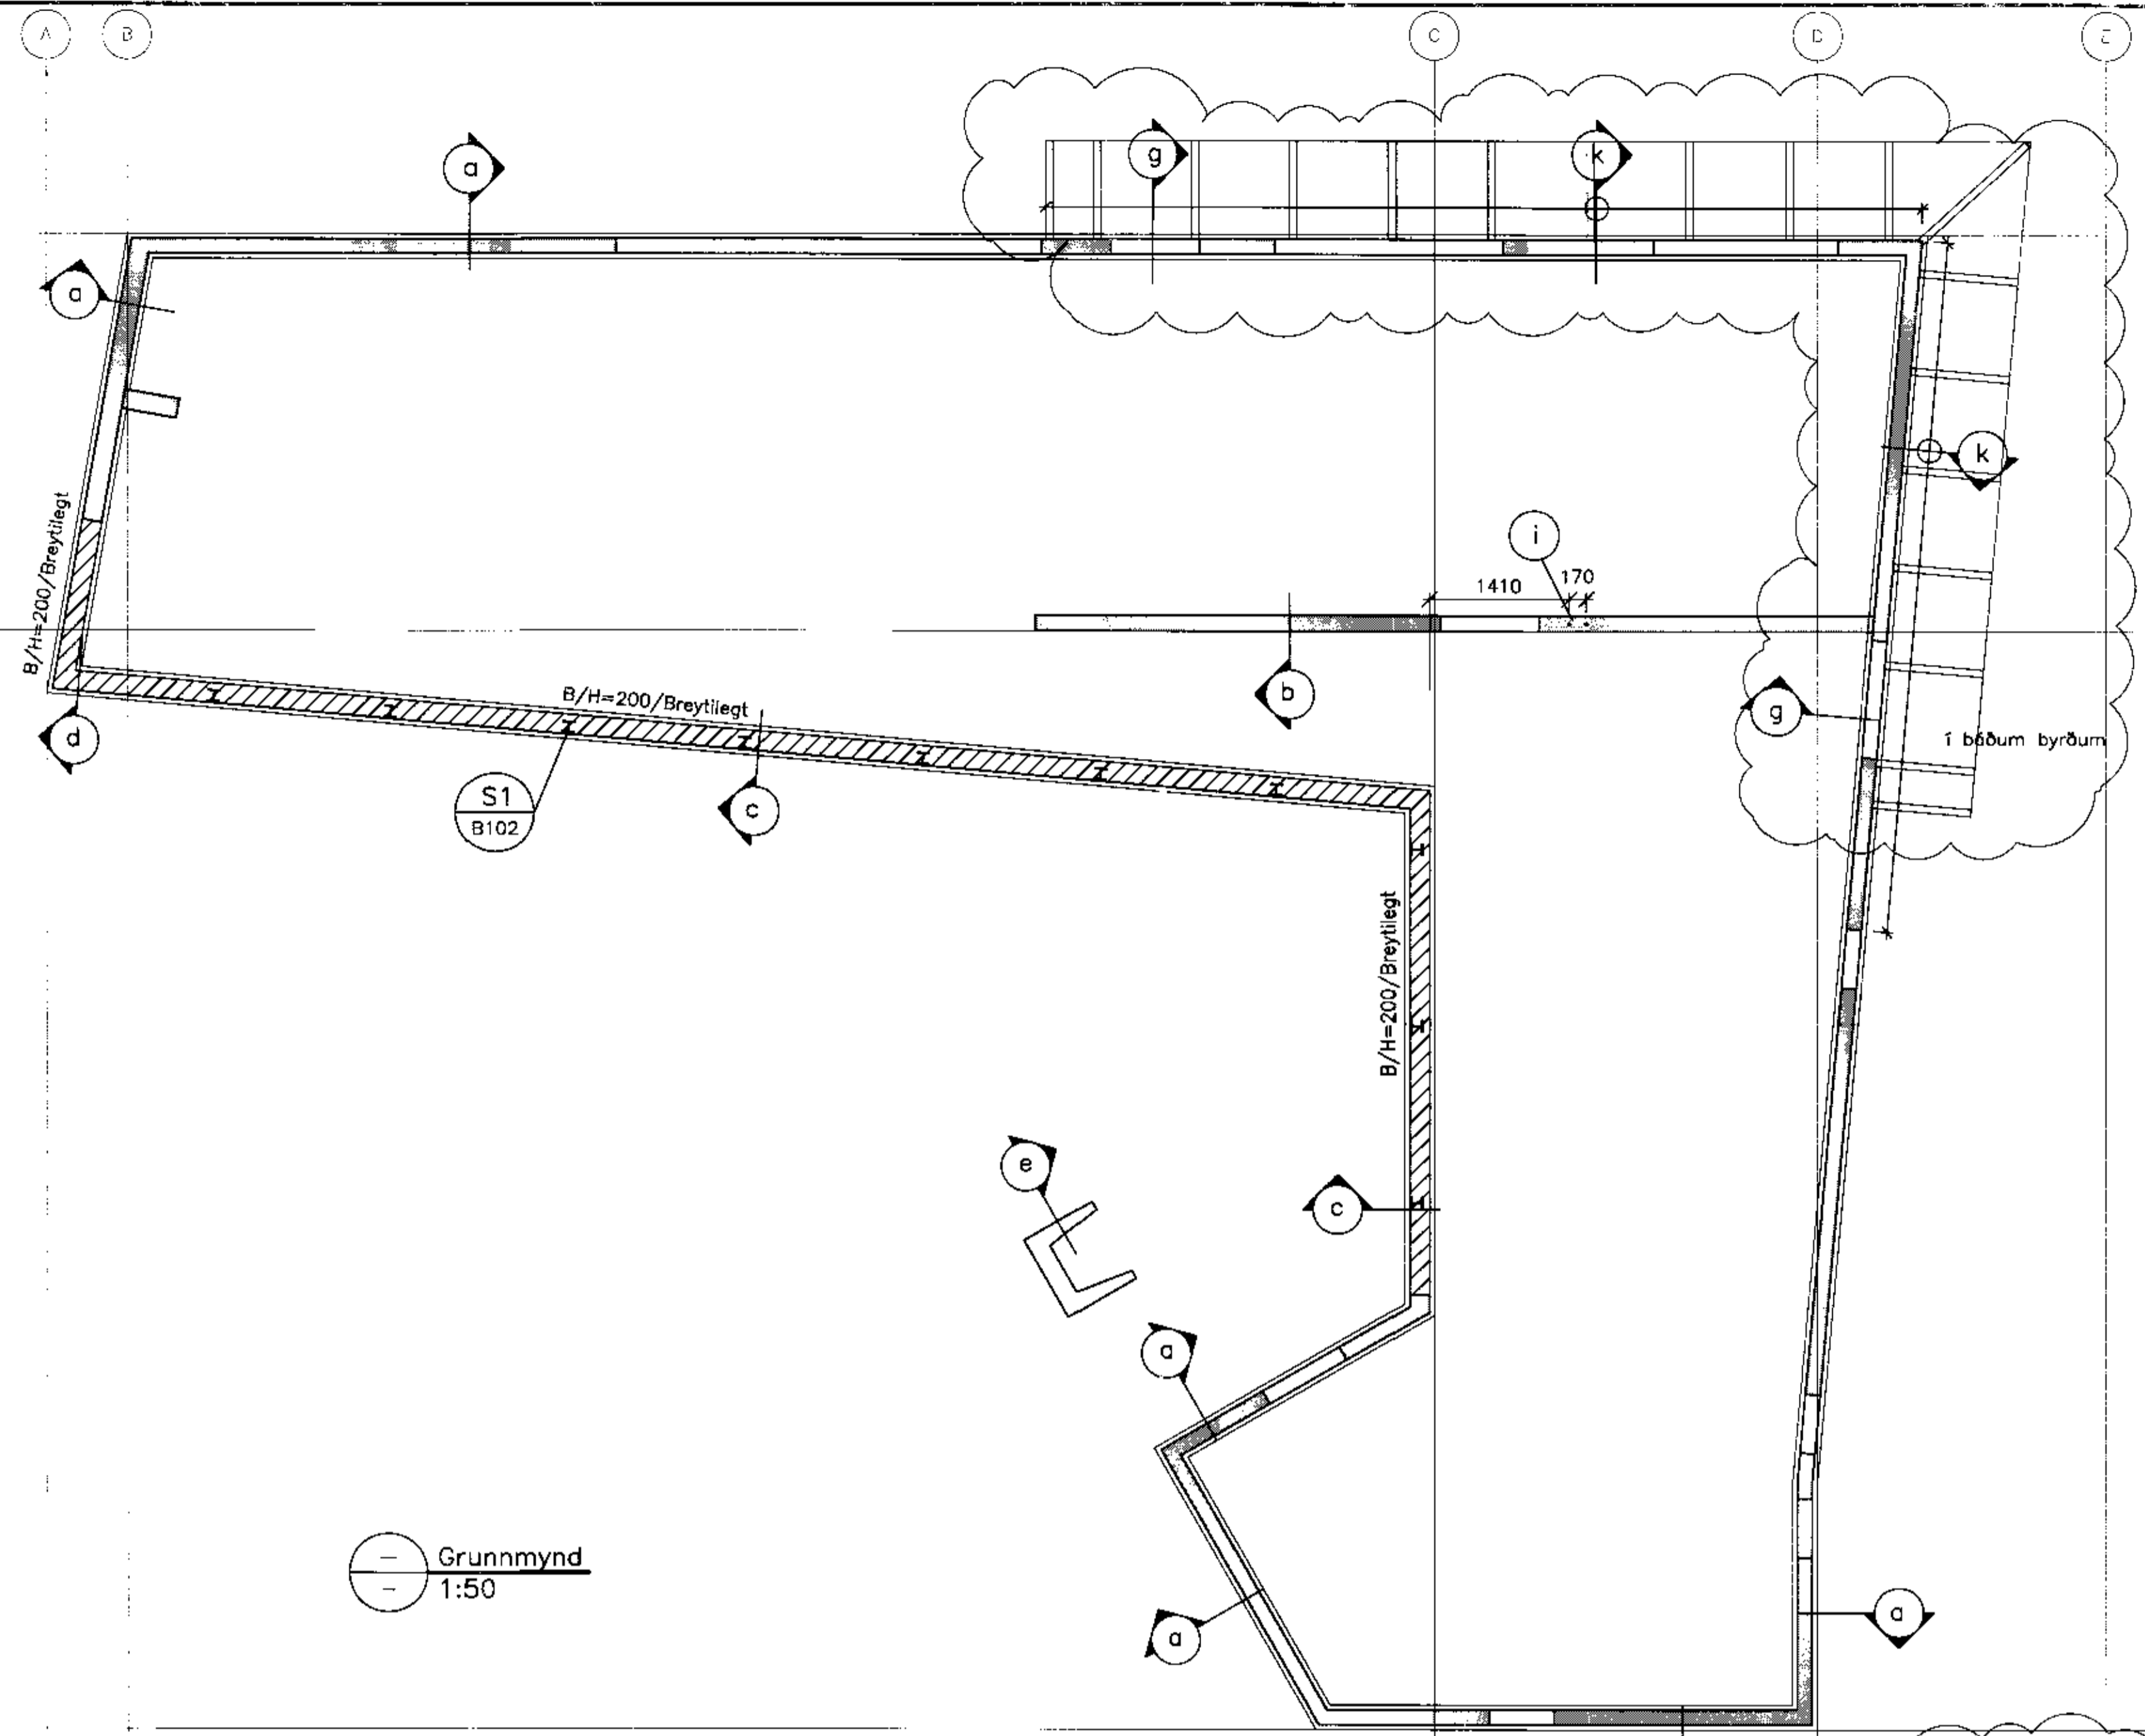 A
B
C
D
E
a
g
k
a
k
i
1410
170
B/H=200/Breytilegt
B/H=200/Breytilegt
b
g
d
í báðum byrðum
S1
B102
c
B/H=200/Breytilegt
e
c
a
Grunnmynd
1:50
a
a